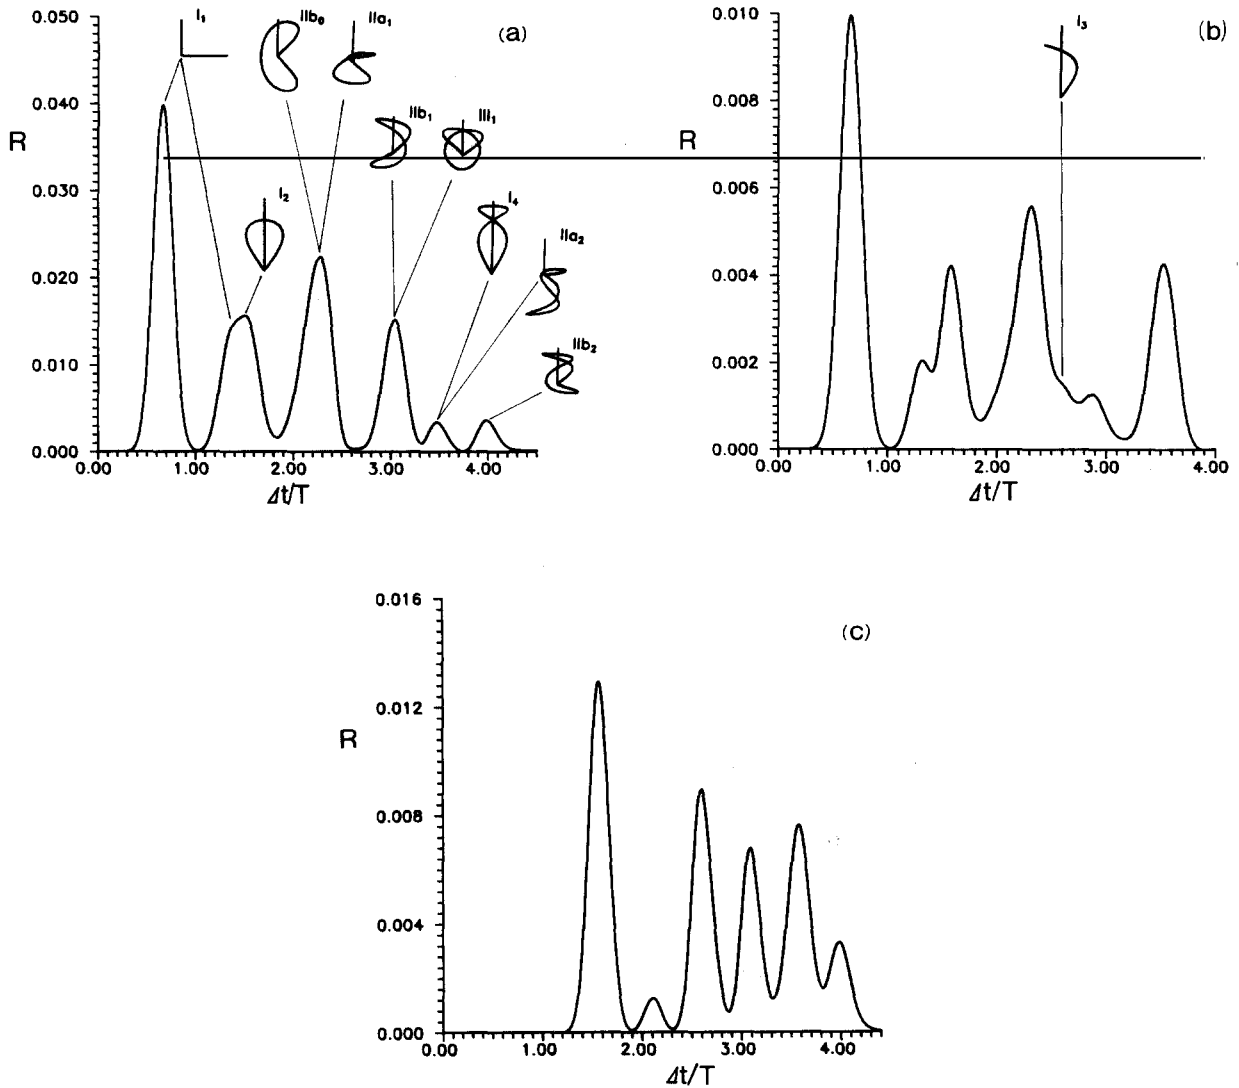 (a)
R
0.050
0.040
0.030
0.020
0.010
0.000
0.00 1.00 2.00 3.00 4.00
Δt/T
I₁
IIb₀
IIa₁
IIb₁
III₁
I₂
I₄
IIa₂
IIb₂
(b)
R
0.010
0.008
0.006
0.004
0.002
0.000
0.00 1.00 2.00 3.00 4.00
Δt/T
I₃
(c)
R
0.016
0.012
0.008
0.004
0.000
0.00 1.00 2.00 3.00 4.00
Δt/T